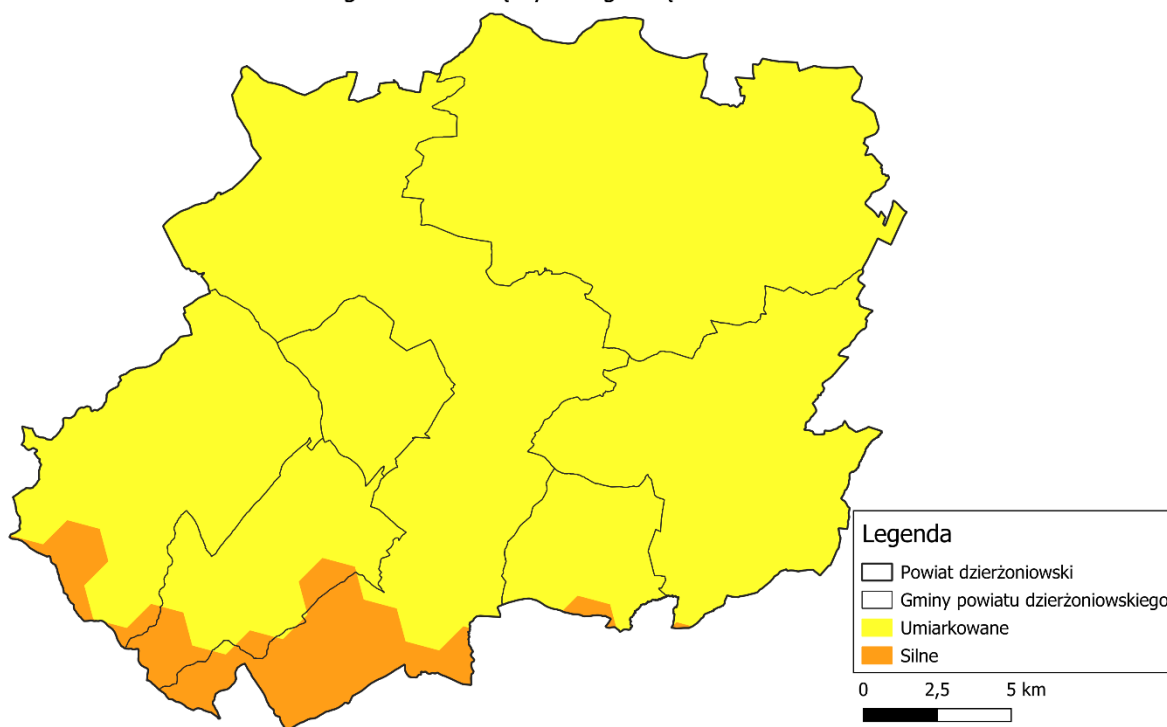 Legenda
Powiat dzierżoniowski
Gminy powiatu dzierżoniowskiego
Umiarkowane
Silne
0 2,5 5 km